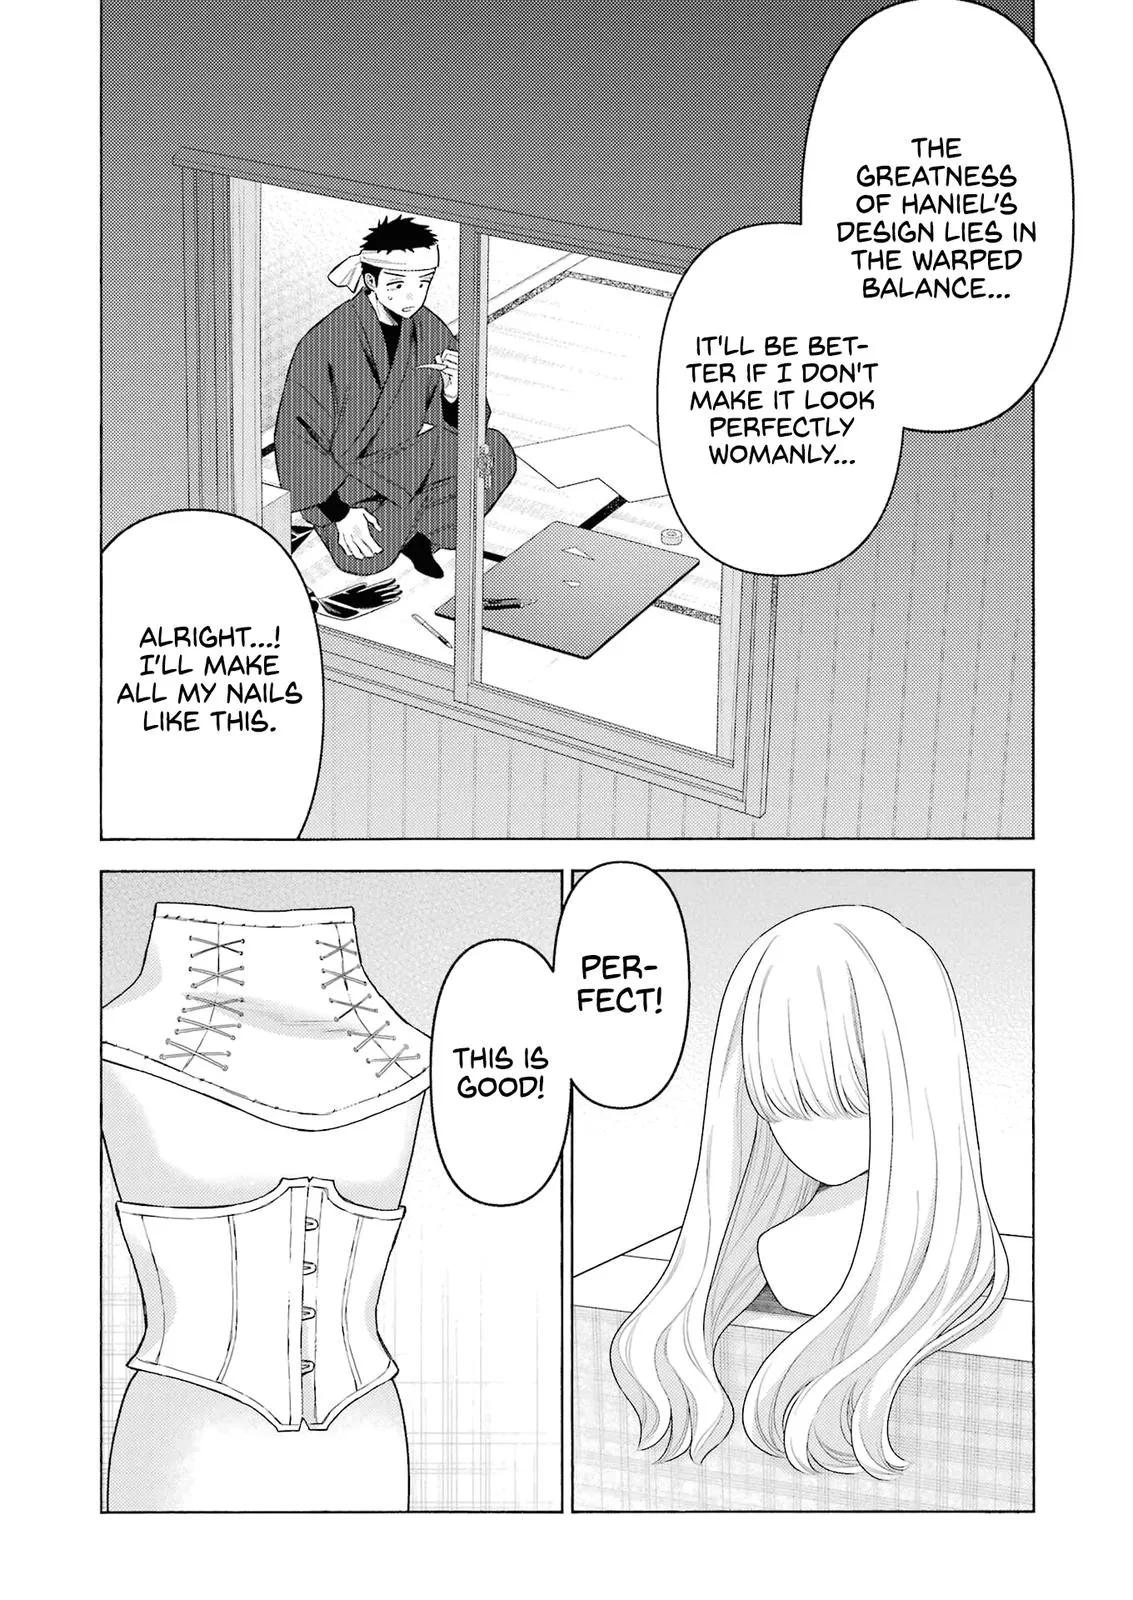 THE
GREATNESS
OF HANIEL'S
DESIGN LIES IN
THE WARPED
BALANCE...
IT'LL BE BET-
TER IF I DON'T
MAKE IT LOOK
PERFECTLY
WOMANLY...
ALRIGHT...!
I'LL MAKE
ALL MY NAILS
LIKE THIS.
PER-
FECT!
THIS IS
GOOD!